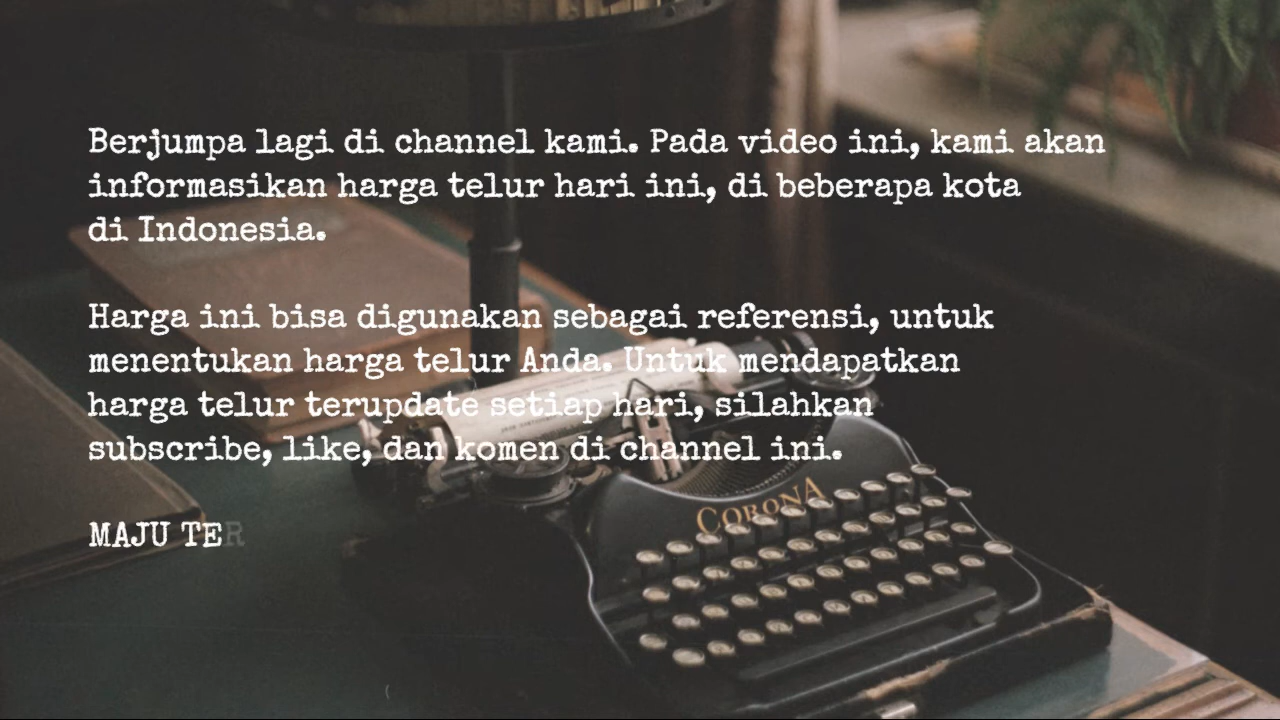 Berjumpa lagi di channel kami. Pada video ini, kami akan
informasikan harga telur hari ini, di beberapa kota
di Indonesia.
Harga ini bisa digunakan sebagai referensi, untuk
menentukan harga telur Anda. Untuk mendapatkan
harga telur terupdate setiap hari, silahkan
subscribe, like, dan komen di channel ini.
MAJU TER
CORONA